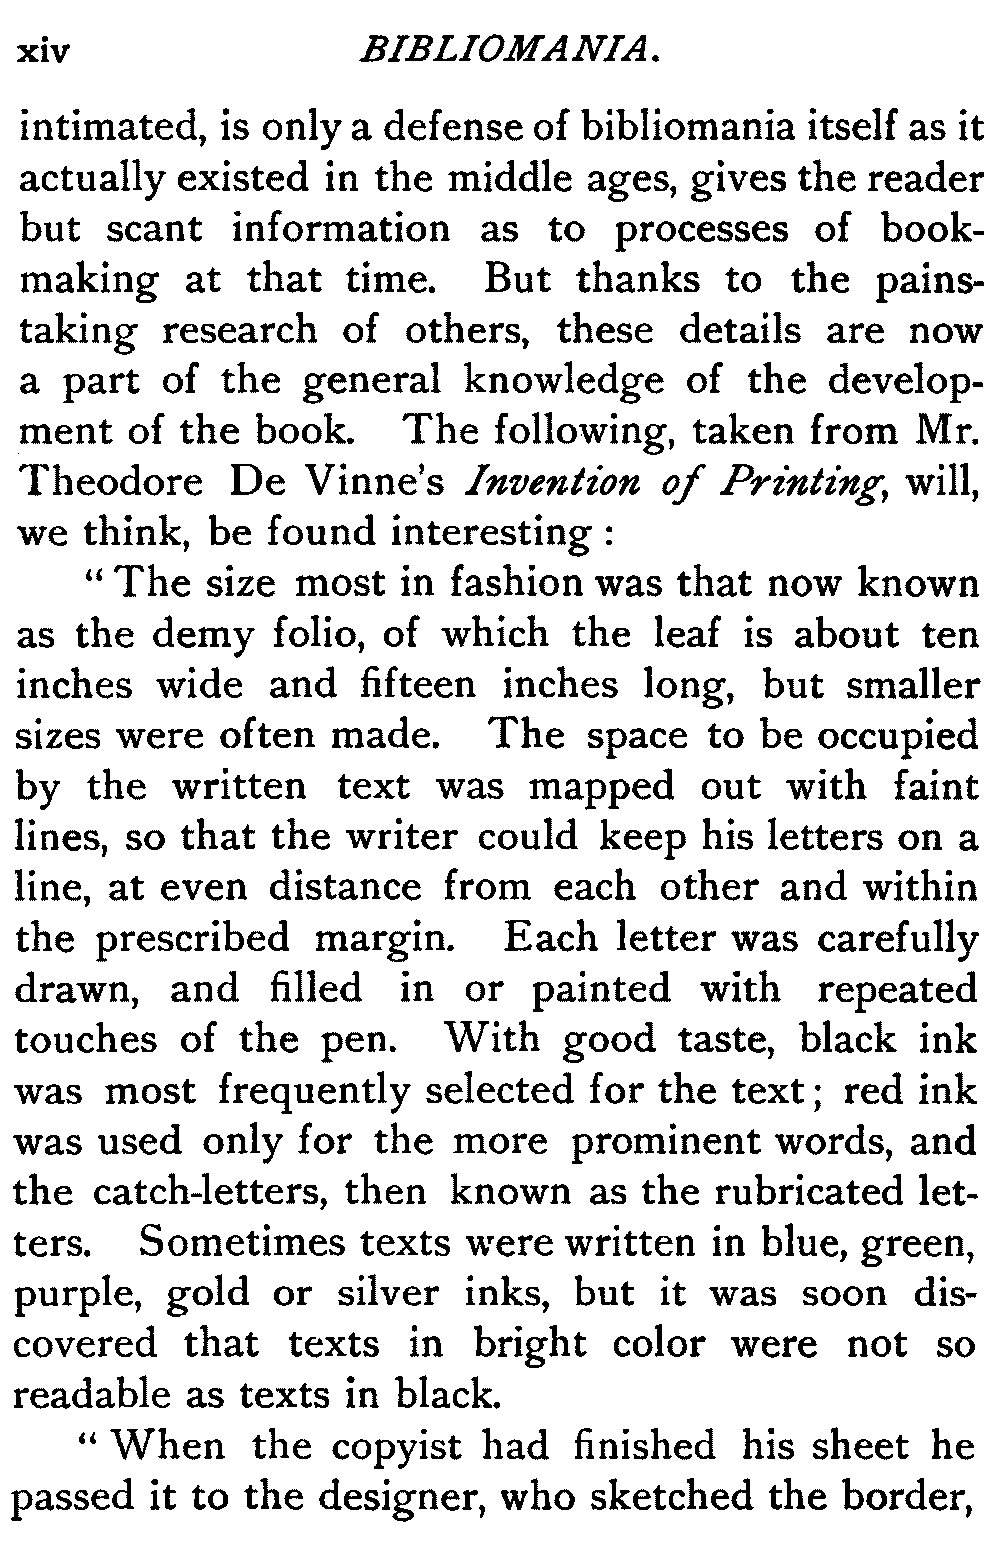 xiv BIBLIOMANIA.
intimated, is only a defense of bibliomania itself as it
actually existed in the middle ages, gives the reader
but scant information as to processes of book-
making at that time. But thanks to the pains-
taking research of others, these details are now
a part of the general knowledge of the develop-
ment of the book. The following, taken from Mr.
Theodore De Vinne's Invention of Printing, will,
we think, be found interesting :
“ The size most in fashion was that now known
as the demy folio, of which the leaf is about ten
inches wide and fifteen inches long, but smaller
sizes were often made. The space to be occupied
by the written text was mapped out with faint
lines, so that the writer could keep his letters on a
line, at even distance from each other and within
the prescribed margin. Each letter was carefully
drawn, and filled in or painted with repeated
touches of the pen. With good taste, black ink
was most frequently selected for the text ; red ink
was used only for the more prominent words, and
the catch-letters, then known as the rubricated let-
ters. Sometimes texts were written in blue, green,
purple, gold or silver inks, but it was soon dis-
covered that texts in bright color were not so
readable as texts in black.
“ When the copyist had finished his sheet he
passed it to the designer, who sketched the border,